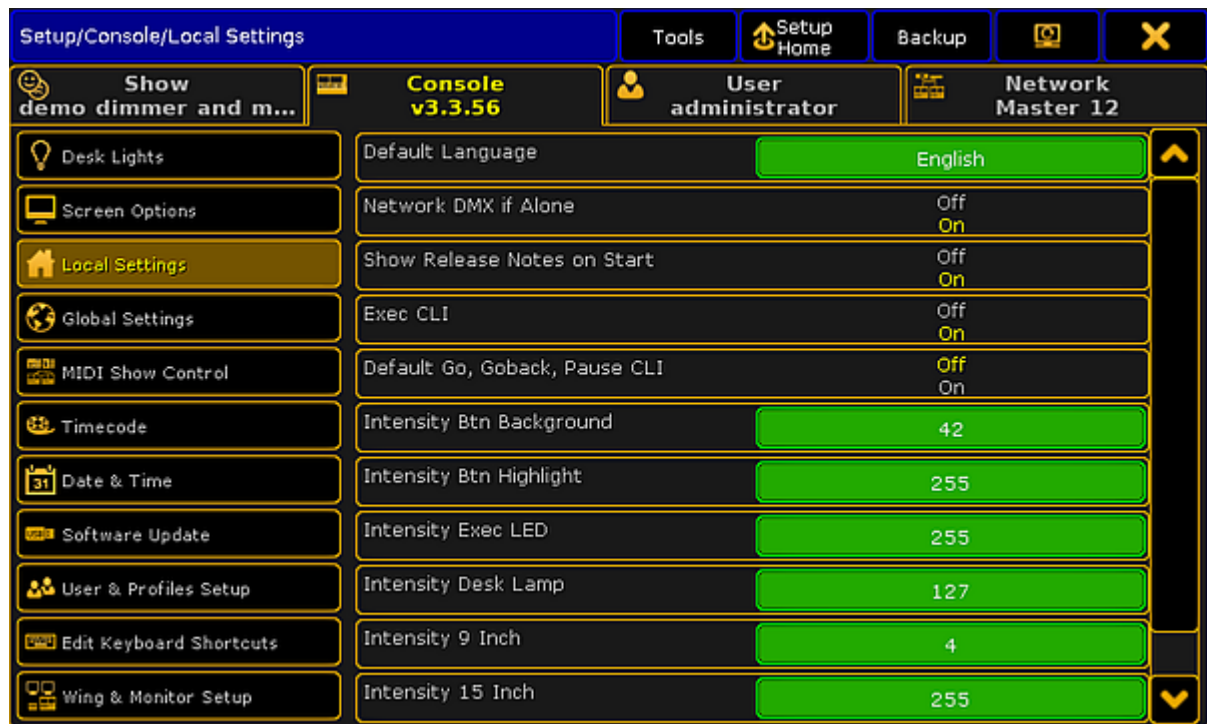 Setup/Console/Local Settings
Tools
Setup
Home
Backup
Show
demo dimmer and m...
Console
v3.3.56
User
administrator
Network
Master 12
Desk Lights
Screen Options
Local Settings
Global Settings
MIDI Show Control
Timecode
31 Date & Time
Software Update
User & Profiles Setup
Edit Keyboard Shortcuts
Wing & Monitor Setup
Default Language
English
Network DMX if Alone
Off
On
Show Release Notes on Start
Off
On
Exec CLI
Off
On
Default Go, Goback, Pause CLI
Off
On
Intensity Btn Background
42
Intensity Btn Highlight
255
Intensity Exec LED
255
Intensity Desk Lamp
127
Intensity 9 Inch
4
Intensity 15 Inch
255